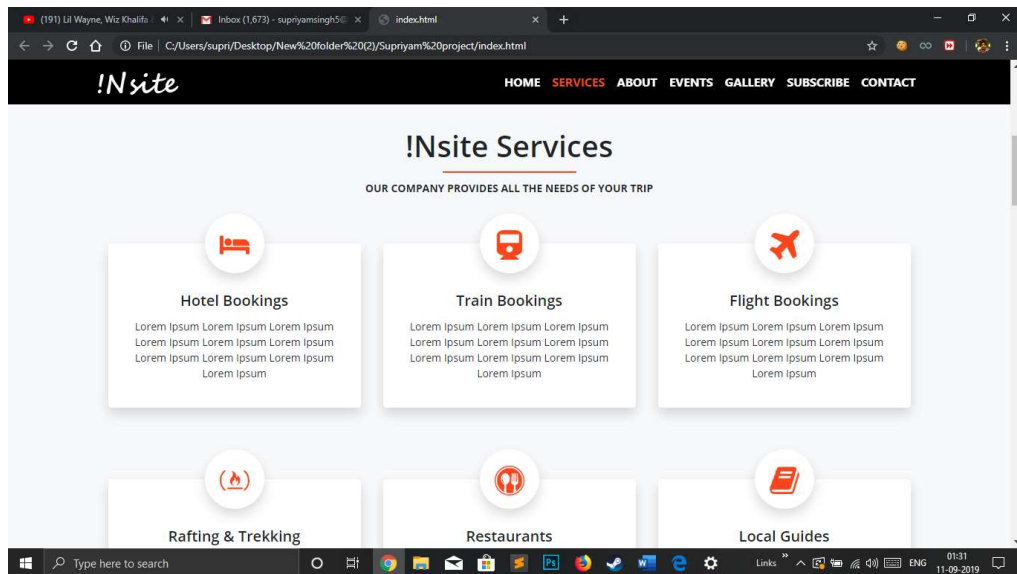 (191) Lil Wayne, Wiz Khalifa
Inbox (1,673) - supriyamsingh5@
index.html
File | C:/Users/supri/Desktop/New%20folder%20(2)/Supriyam%20project/index.html
!Nsite
HOME SERVICES ABOUT EVENTS GALLERY SUBSCRIBE CONTACT
!Nsite Services
OUR COMPANY PROVIDES ALL THE NEEDS OF YOUR TRIP
Hotel Bookings
Lorem Ipsum Lorem Ipsum Lorem Ipsum
Lorem Ipsum Lorem Ipsum Lorem Ipsum
Lorem Ipsum Lorem Ipsum Lorem Ipsum
Lorem Ipsum
Train Bookings
Lorem Ipsum Lorem Ipsum Lorem Ipsum
Lorem Ipsum Lorem Ipsum Lorem Ipsum
Lorem Ipsum Lorem Ipsum Lorem Ipsum
Lorem Ipsum
Flight Bookings
Lorem Ipsum Lorem Ipsum Lorem Ipsum
Lorem Ipsum Lorem Ipsum Lorem Ipsum
Lorem Ipsum Lorem Ipsum Lorem Ipsum
Lorem Ipsum
Rafting & Trekking
Restaurants
Local Guides
Type here to search
Ps
W
Links
ENG
01:31
11-09-2019